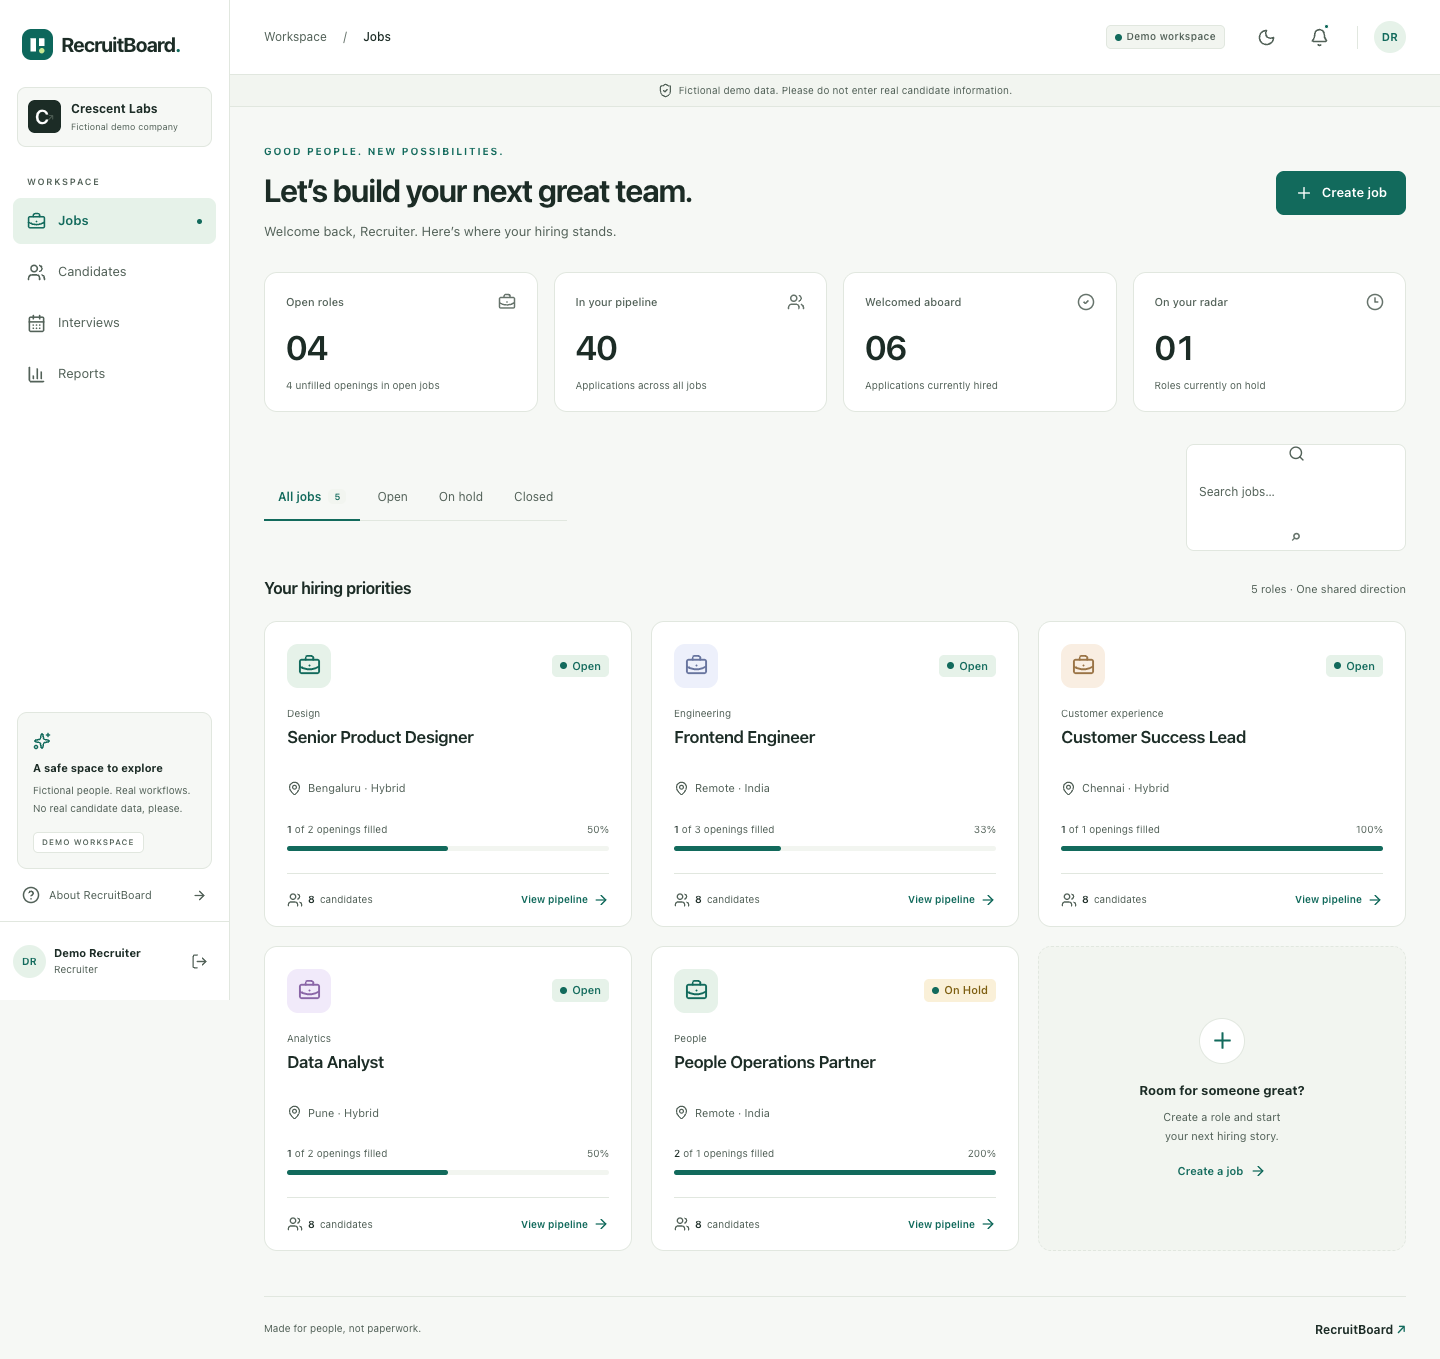 RecruitBoard.
Crescent Labs
Fictional demo company
WORKSPACE
Jobs
Candidates
Interviews
Reports
A safe space to explore
Fictional people. Real workflows.
No real candidate data, please.
DEMO WORKSPACE
About RecruitBoard
DR
Demo Recruiter
Recruiter
Workspace / Jobs
Demo workspace
DR
Fictional demo data. Please do not enter real candidate information.
GOOD PEOPLE. NEW POSSIBILITIES.
Let’s build your next great team.
Welcome back, Recruiter. Here’s where your hiring stands.
Create job
Open roles
04
4 unfilled openings in open jobs
In your pipeline
40
Applications across all jobs
Welcomed aboard
06
Applications currently hired
On your radar
01
Roles currently on hold
All jobs 5
Open
On hold
Closed
Search jobs...
Your hiring priorities
5 roles · One shared direction
Open
Design
Senior Product Designer
Bengaluru · Hybrid
1 of 2 openings filled 50%
8 candidates
View pipeline
Open
Engineering
Frontend Engineer
Remote · India
1 of 3 openings filled 33%
8 candidates
View pipeline
Open
Customer experience
Customer Success Lead
Chennai · Hybrid
1 of 1 openings filled 100%
8 candidates
View pipeline
Open
Analytics
Data Analyst
Pune · Hybrid
1 of 2 openings filled 50%
8 candidates
View pipeline
On Hold
People
People Operations Partner
Remote · India
2 of 1 openings filled 200%
8 candidates
View pipeline
Room for someone great?
Create a role and start
your next hiring story.
Create a job
Made for people, not paperwork.
RecruitBoard